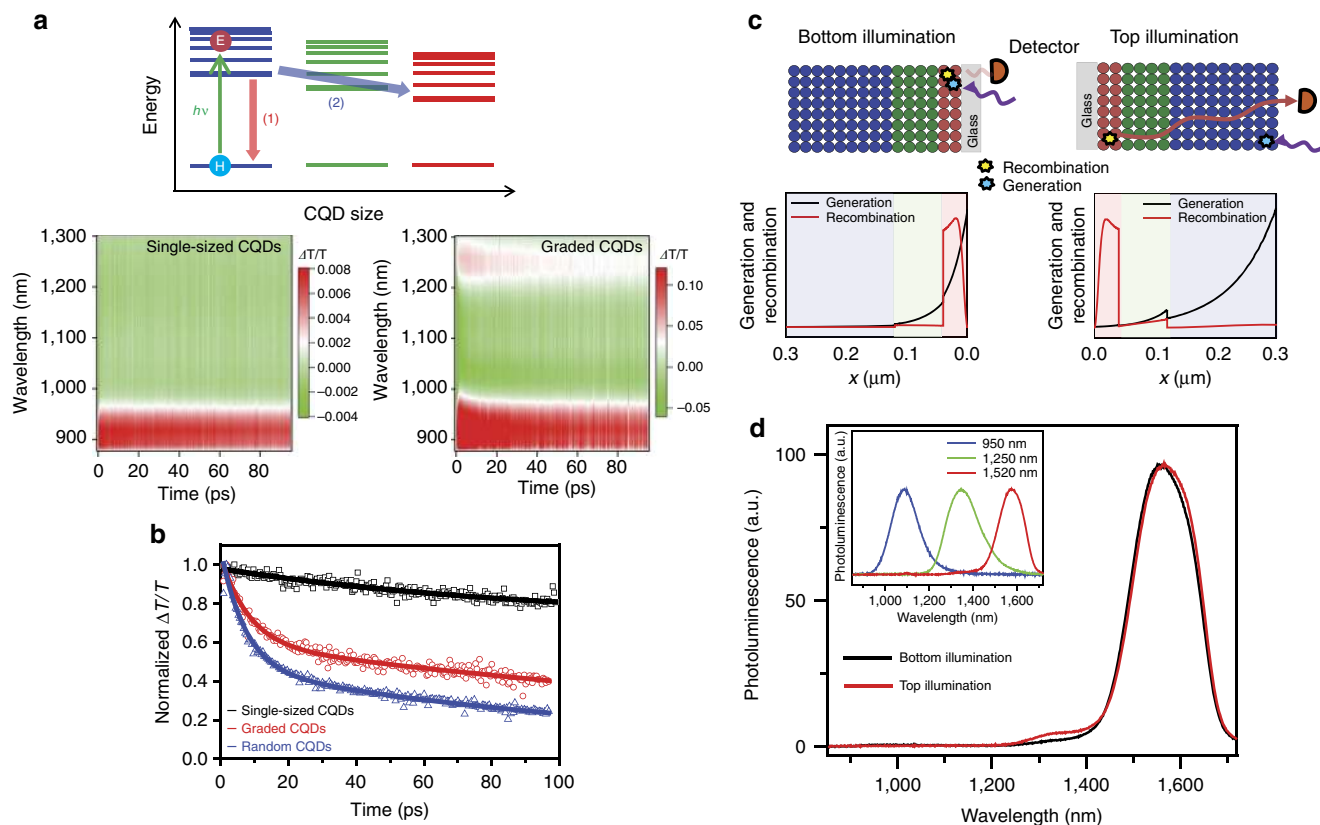 a
Energy
E
hν
(1)
(2)
H
CQD size
Single-sized CQDs
Wavelength (nm)
1,300
1,200
1,100
1,000
900
0 20 40 60 80
Time (ps)
ΔT/T
0.008
0.006
0.004
0.002
0.000
−0.002
−0.004
Graded CQDs
Wavelength (nm)
1,300
1,200
1,100
1,000
900
0 20 40 60 80
Time (ps)
ΔT/T
0.10
0.05
0.00
−0.05
b
Normalized ΔT/T
1.0
0.8
0.6
0.4
0.2
0.0
Single-sized CQDs
Graded CQDs
Random CQDs
0 20 40 60 80 100
Time (ps)
c
Bottom illumination
Detector
Top illumination
Glass
Glass
Recombination
Generation
Generation and
recombination
Generation
Recombination
0.3 0.1 0.0
x (μm)
Generation and
recombination
Generation
Recombination
0.0 0.1 0.3
x (μm)
d
Photoluminescence (a.u.)
100
50
0
Photoluminescence (a.u.)
950 nm
1,250 nm
1,520 nm
1,000 1,200 1,400 1,600
Wavelength (nm)
Bottom illumination
Top illumination
1,000 1,200 1,400 1,600
Wavelength (nm)